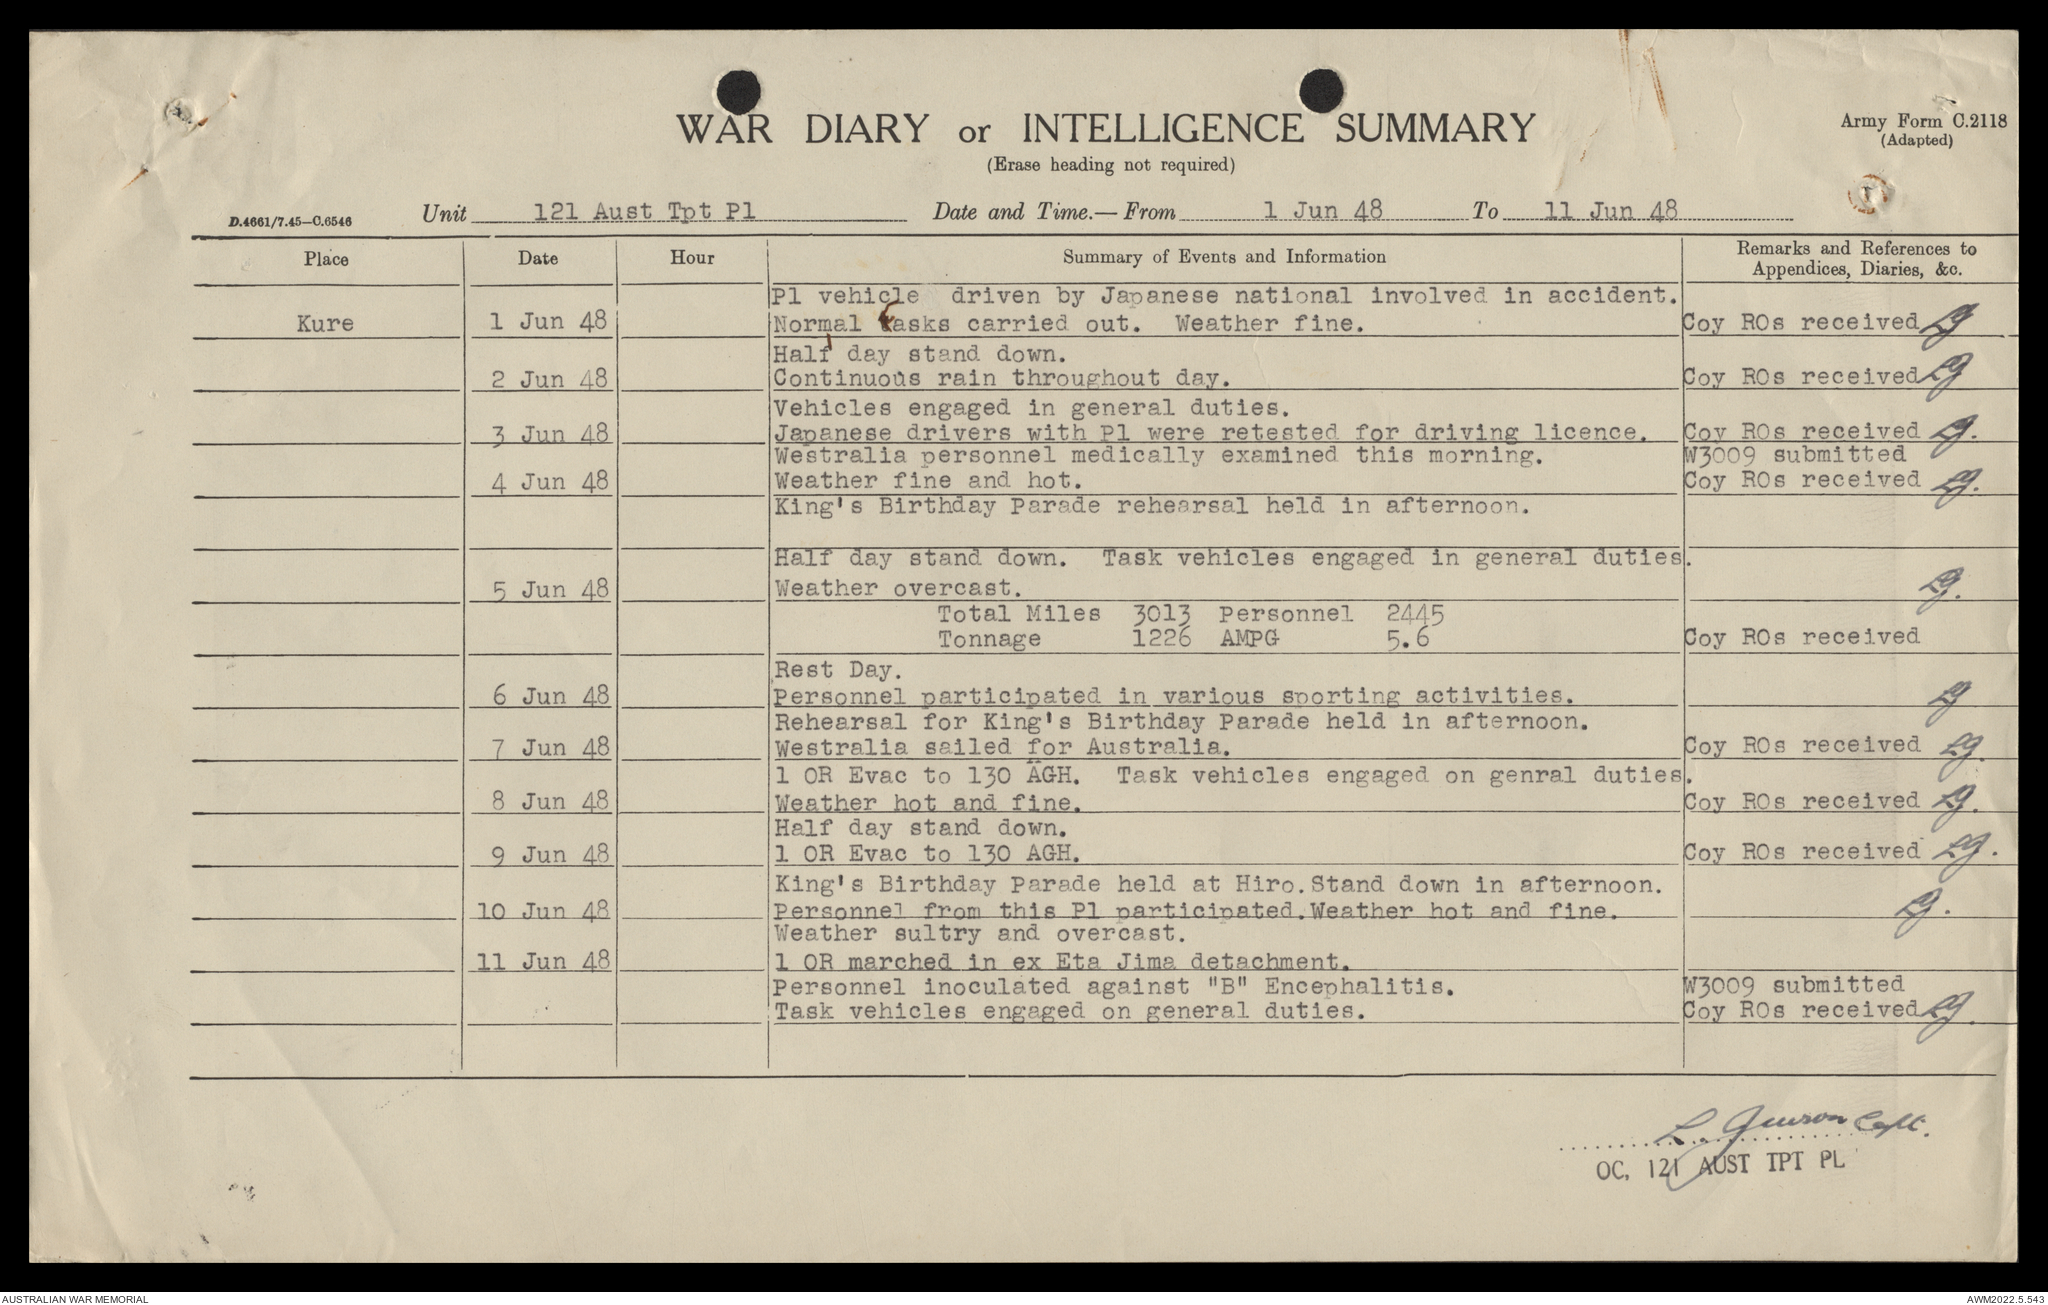 WAR DIARY or INTELLIGENCE SUMMARY
(Erase heading not required)
Army Form C.2118
(Adapted)
D.4661/7.45—C.6546
Unit 121 Aust Tpt Pl Date and Time.—From 1 Jun 48 To 11 Jun 48
Place Date Hour Summary of Events and Information Remarks and References to Appendices, Diaries, &c.
Pl vehicle driven by Japanese national involved in accident.
Kure 1 Jun 48 Normal tasks carried out. Weather fine. Coy ROs received LJ
Half day stand down.
2 Jun 48 Continuous rain throughout day. Coy ROs received LJ
Vehicles engaged in general duties.
3 Jun 48 Japanese drivers with Pl were retested for driving licence. Coy ROs received LJ.
Westralia personnel medically examined this morning. W3009 submitted
4 Jun 48 Weather fine and hot. Coy ROs received LJ.
King's Birthday Parade rehearsal held in afternoon.
Half day stand down. Task vehicles engaged in general duties.
5 Jun 48 Weather overcast. LJ.
Total Miles 3013 Personnel 2445
Tonnage 1226 AMPG 5.6 Coy ROs received
Rest Day.
6 Jun 48 Personnel participated in various sporting activities. LJ
Rehearsal for King's Birthday Parade held in afternoon.
7 Jun 48 Westralia sailed for Australia. Coy ROs received LJ.
1 OR Evac to 130 AGH. Task vehicles engaged on genral duties.
8 Jun 48 Weather hot and fine. Coy ROs received LJ.
Half day stand down.
9 Jun 48 1 OR Evac to 130 AGH. Coy ROs received LJ.
King's Birthday Parade held at Hiro. Stand down in afternoon.
10 Jun 48 Personnel from this Pl participated. Weather hot and fine. LJ.
Weather sultry and overcast.
11 Jun 48 1 OR marched in ex Eta Jima detachment.
Personnel inoculated against "B" Encephalitis. W3009 submitted
Task vehicles engaged on general duties. Coy ROs received LJ.
L. Capt.
OC, 121 AUST TPT PL
AUSTRALIAN WAR MEMORIAL
AWM2022.5.543